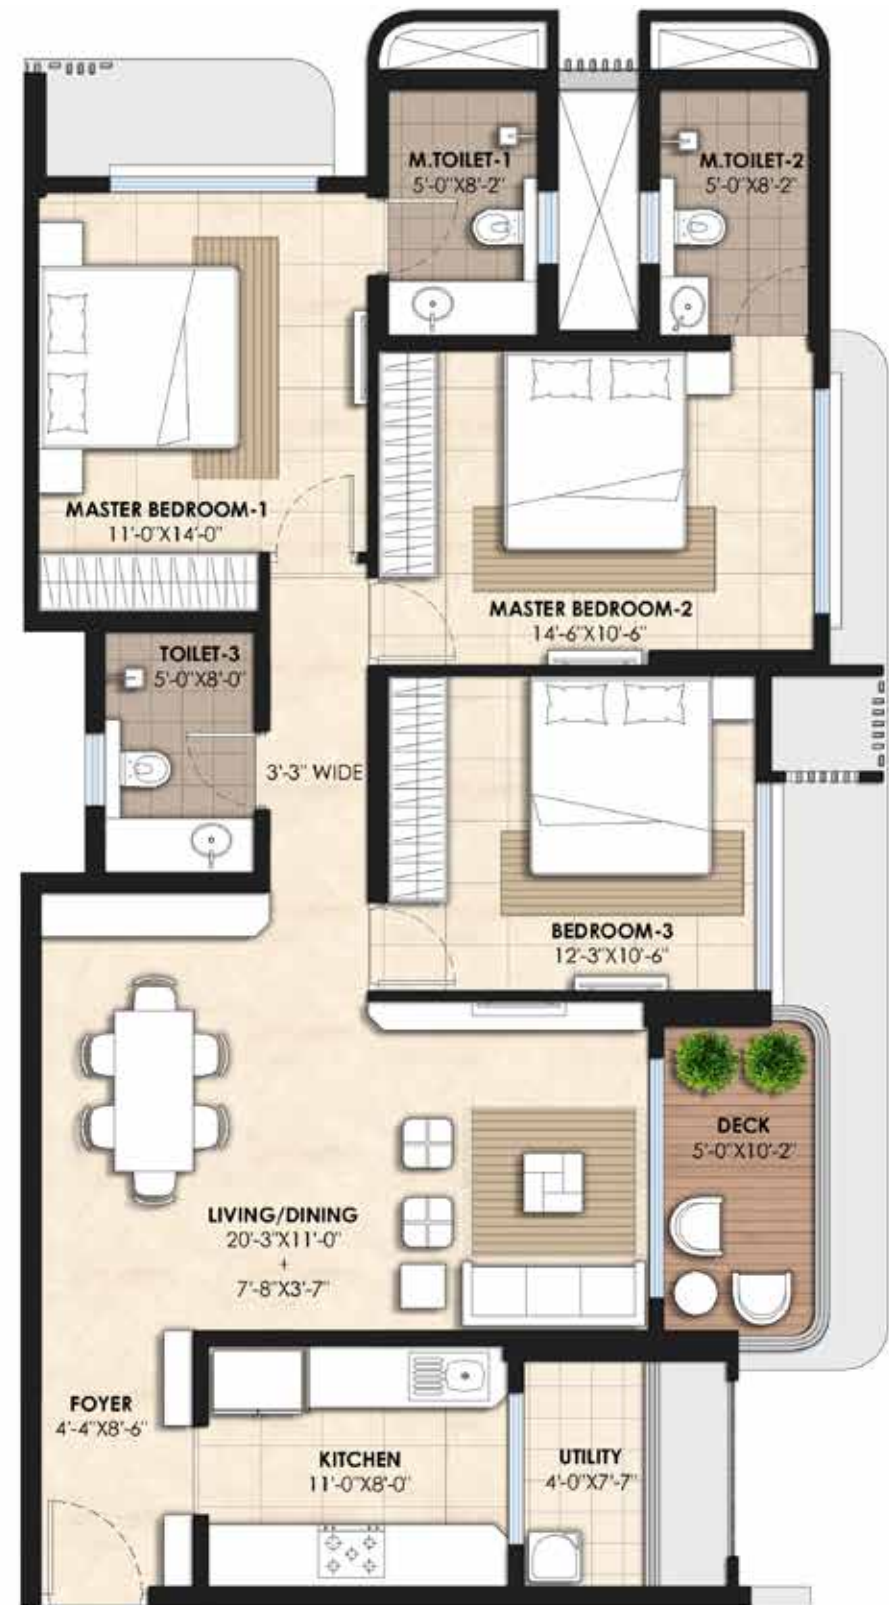 M.TOILET-1
5'-0"X8'-2"
M.TOILET-2
5'-0"X8'-2"
MASTER BEDROOM-1
11'-0"X14'-0"
MASTER BEDROOM-2
14'-6"X10'-6"
TOILET-3
5'-0"X8'-0"
3'-3" WIDE
BEDROOM-3
12'-3"X10'-6"
DECK
5'-0"X10'-2"
LIVING/DINING
20'-3"X11'-0"
+
7'-8"X3'-7"
FOYER
4'-4"X8'-6"
KITCHEN
11'-0"X8'-0"
UTILITY
4'-0"X7'-7"